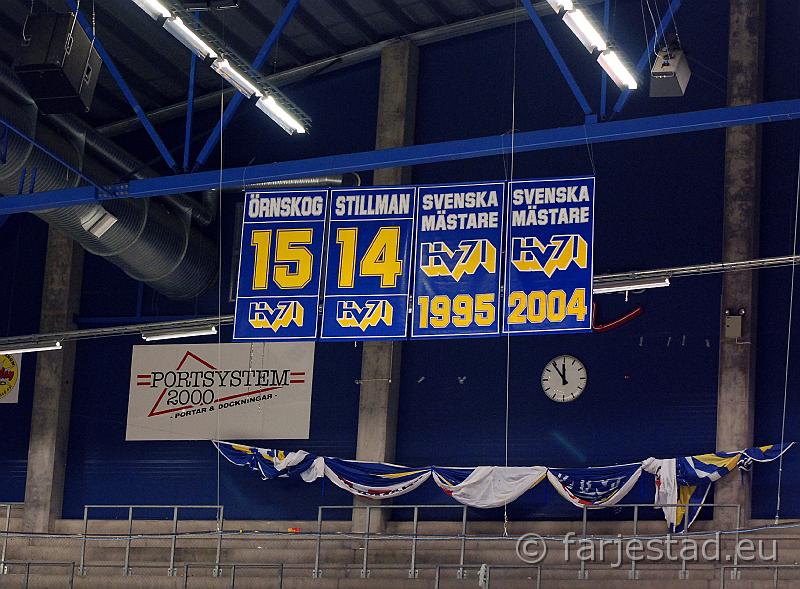 ÖRNSKOG
15
HV71
STILLMAN
14
HV71
SVENSKA
MÄSTARE
HV71
1995
SVENSKA
MÄSTARE
HV71
2004
PORTSYSTEM
2000
- PORTAR & DOCKNINGAR -
© farjestad.eu